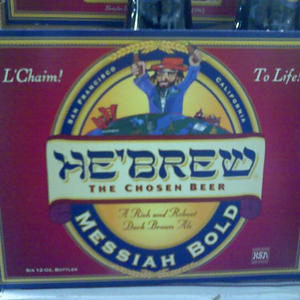 L'Chaim!
To Life!
SAN FRANCISCO
CALIFORNIA
HE'BREW
THE CHOSEN BEER
A Rich and Robust
Dark Brown Ale
MESSIAH BOLD
SIX 12-OZ. BOTTLES